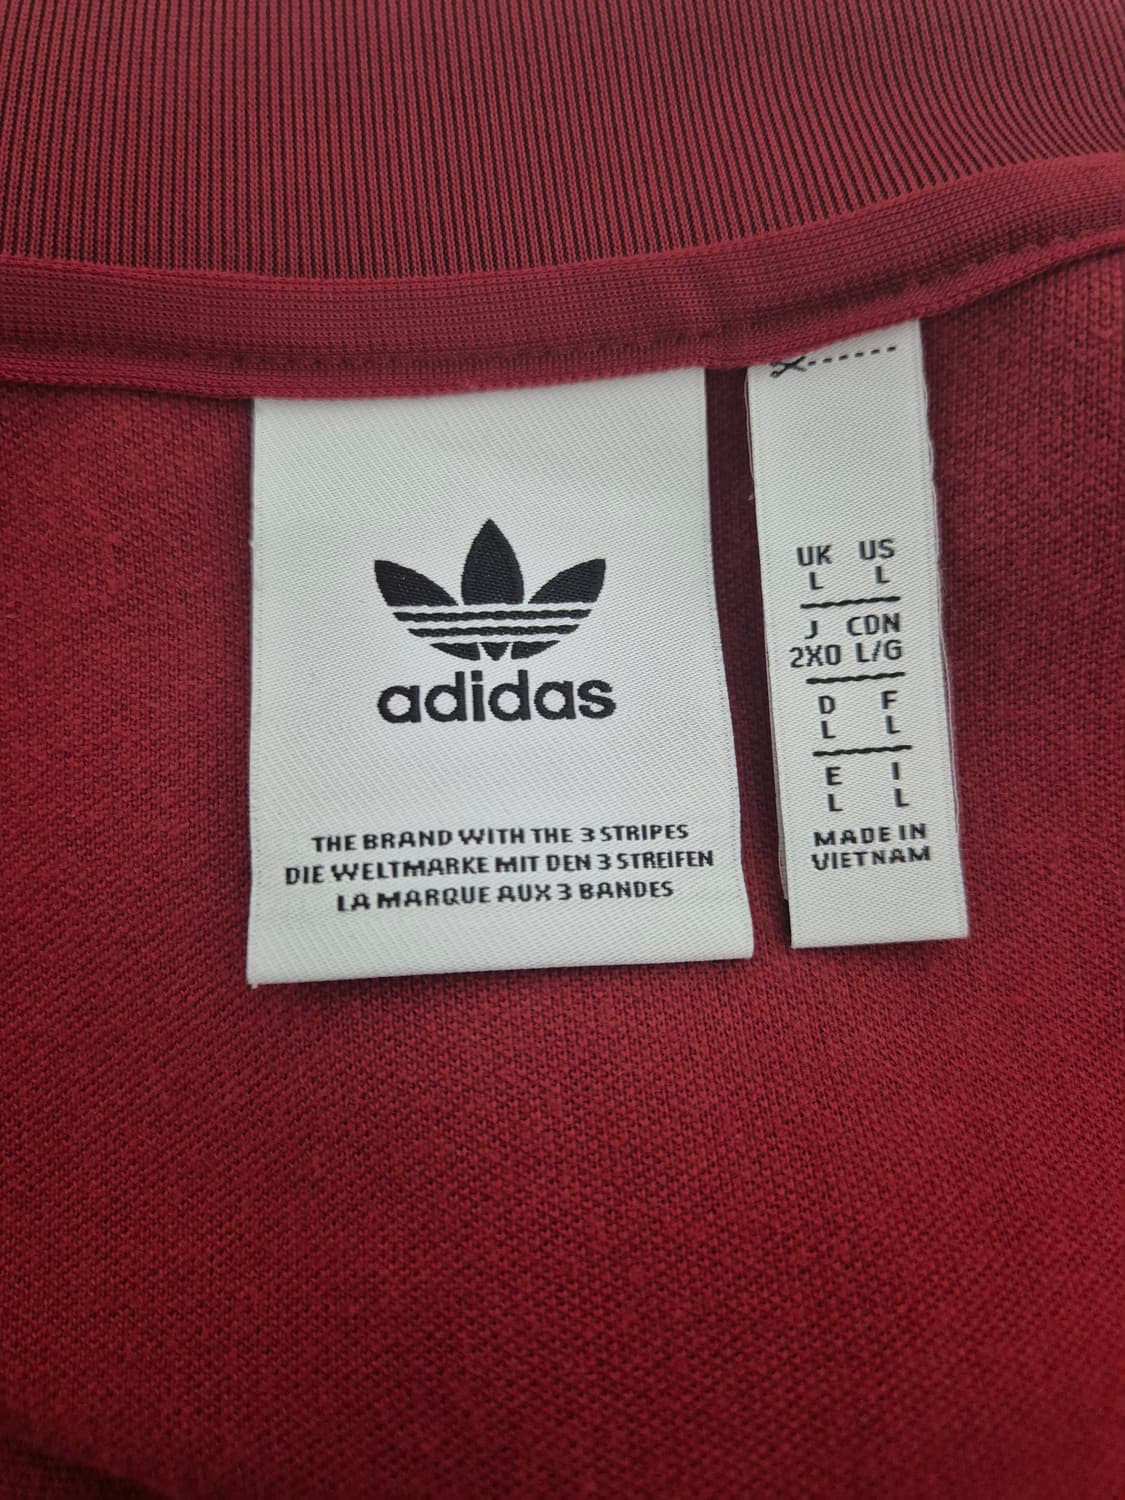 adidas
THE BRAND WITH THE 3 STRIPES
DIE WELTMARKE MIT DEN 3 STREIFEN
LA MARQUE AUX 3 BANDES
UK US
L L
J CDN
2XO L/G
D F
L L
E I
L L
MADE IN
VIETNAM